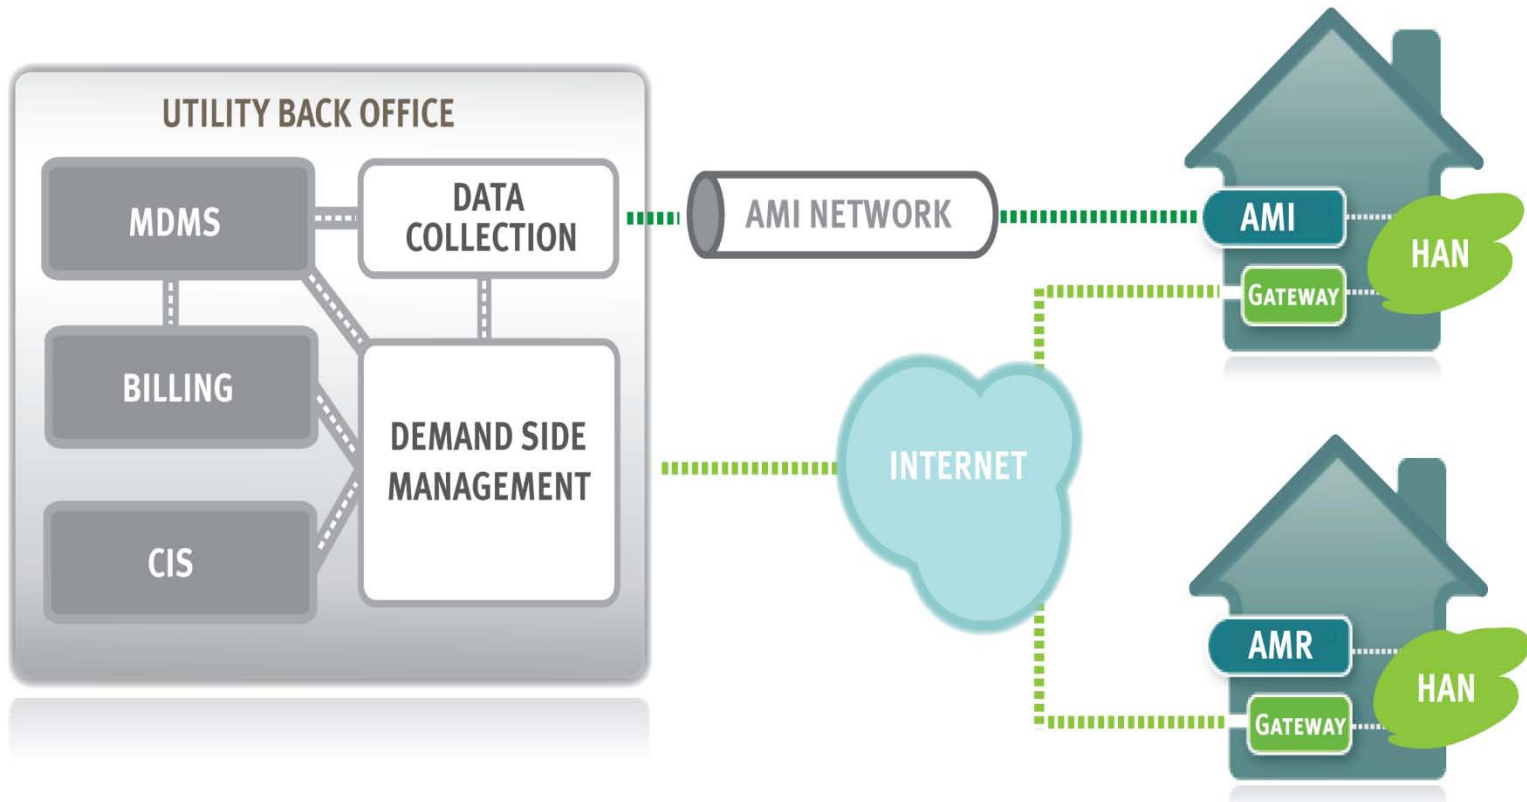 UTILITY BACK OFFICE
MDMS
DATA
COLLECTION
AMI NETWORK
AMI
HAN
GATEWAY
BILLING
DEMAND SIDE
MANAGEMENT
INTERNET
CIS
AMR
HAN
GATEWAY